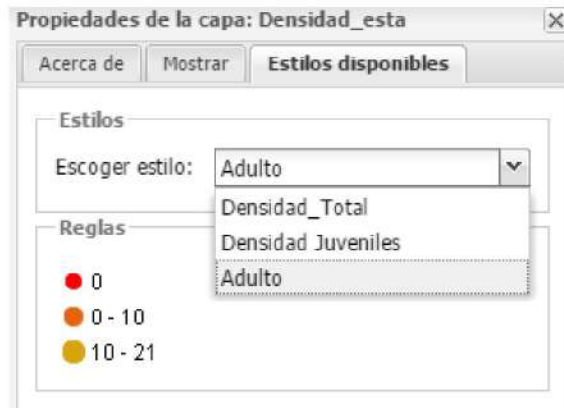 Propiedades de la capa: Densidad_esta
Acerca de Mostrar Estilos disponibles
Estilos
Escoger estilo: Adulto
Densidad_Total
Densidad Juveniles
Adulto
Reglas
0
0 - 10
10 - 21